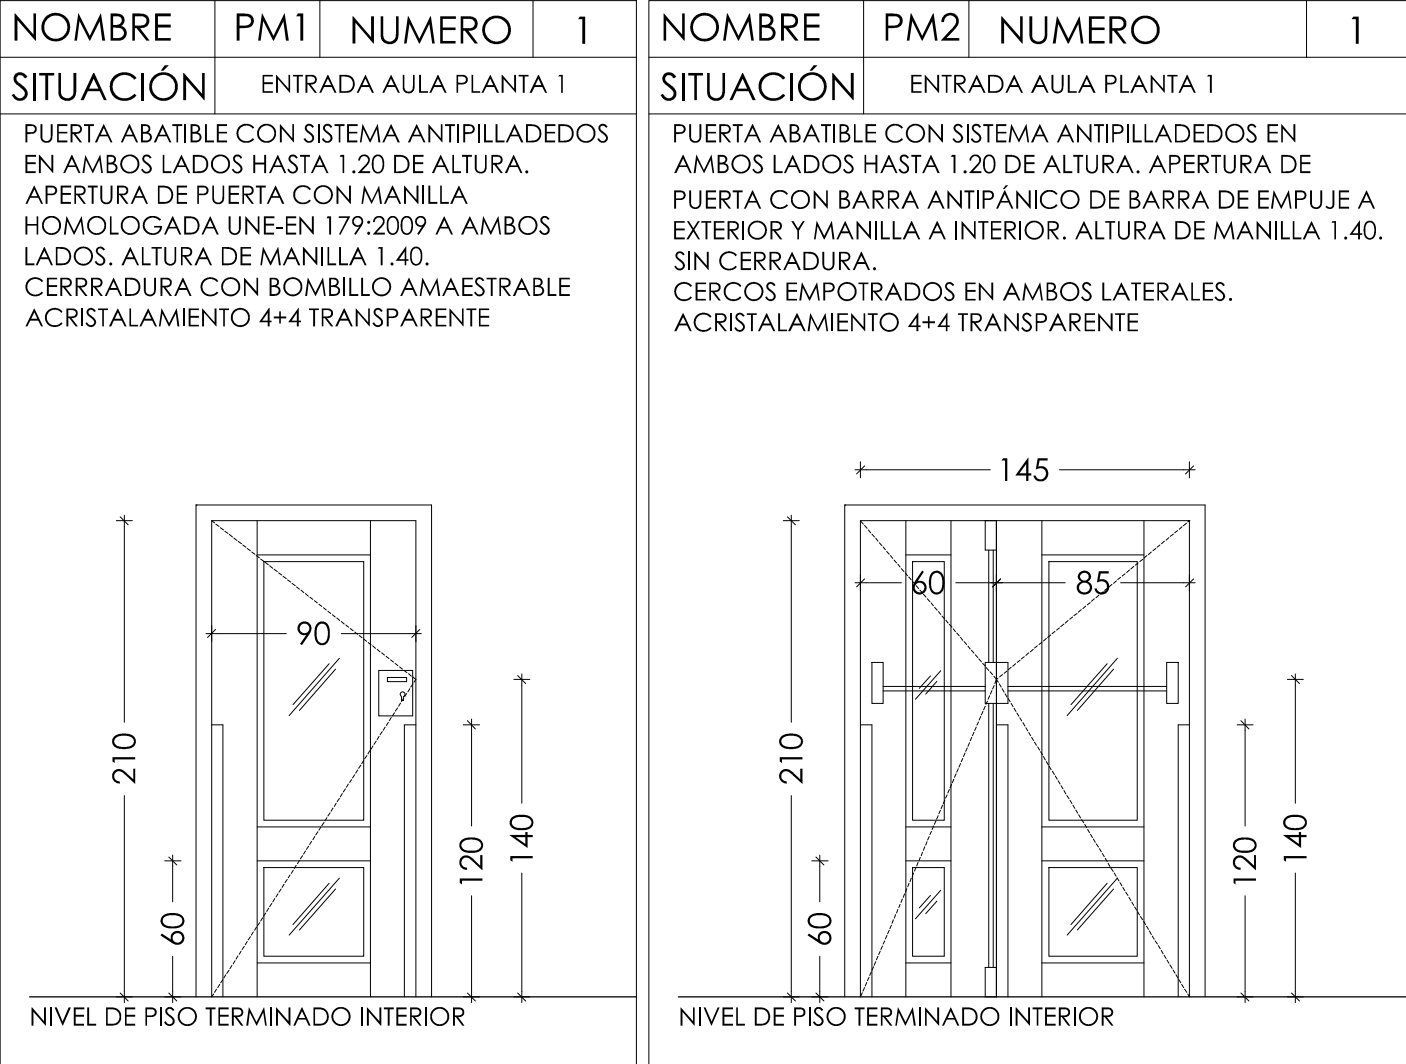 NOMBRE PM1 NUMERO 1
SITUACIÓN ENTRADA AULA PLANTA 1
PUERTA ABATIBLE CON SISTEMA ANTIPILLADEDOS
EN AMBOS LADOS HASTA 1.20 DE ALTURA.
APERTURA DE PUERTA CON MANILLA
HOMOLOGADA UNE-EN 179:2009 A AMBOS
LADOS. ALTURA DE MANILLA 1.40.
CERRRADURA CON BOMBILLO AMAESTRABLE
ACRISTALAMIENTO 4+4 TRANSPARENTE
90
210
60
120
140
NIVEL DE PISO TERMINADO INTERIOR
NOMBRE PM2 NUMERO 1
SITUACIÓN ENTRADA AULA PLANTA 1
PUERTA ABATIBLE CON SISTEMA ANTIPILLADEDOS EN
AMBOS LADOS HASTA 1.20 DE ALTURA. APERTURA DE
PUERTA CON BARRA ANTIPÁNICO DE BARRA DE EMPUJE A
EXTERIOR Y MANILLA A INTERIOR. ALTURA DE MANILLA 1.40.
SIN CERRADURA.
CERCOS EMPOTRADOS EN AMBOS LATERALES.
ACRISTALAMIENTO 4+4 TRANSPARENTE
145
60 85
210
60
120
140
NIVEL DE PISO TERMINADO INTERIOR